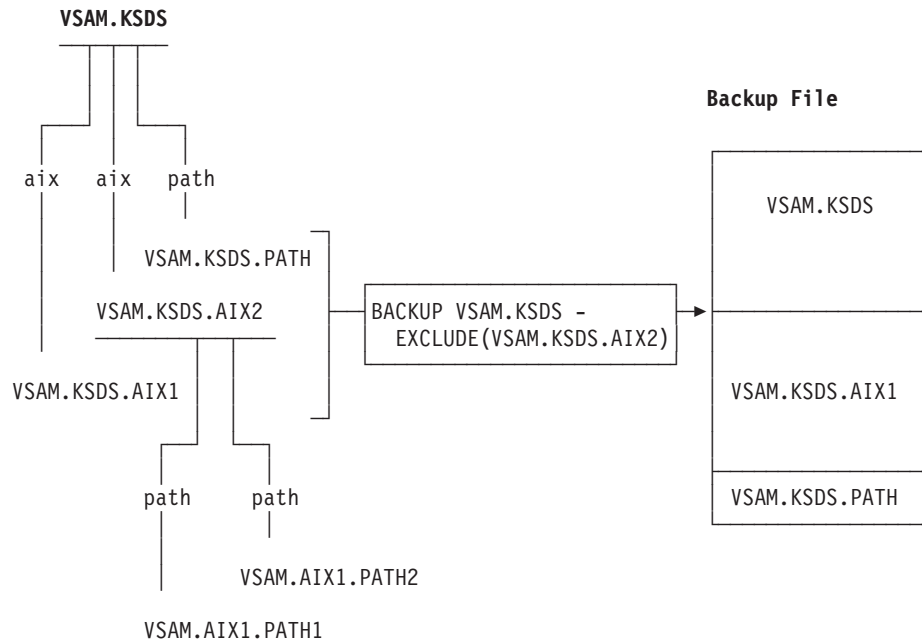 VSAM.KSDS
Backup File
aix aix path
VSAM.KSDS
VSAM.KSDS.PATH
VSAM.KSDS.AIX2
BACKUP VSAM.KSDS -
EXCLUDE(VSAM.KSDS.AIX2)
VSAM.KSDS.AIX1
VSAM.KSDS.AIX1
path path
VSAM.KSDS.PATH
VSAM.AIX1.PATH2
VSAM.AIX1.PATH1